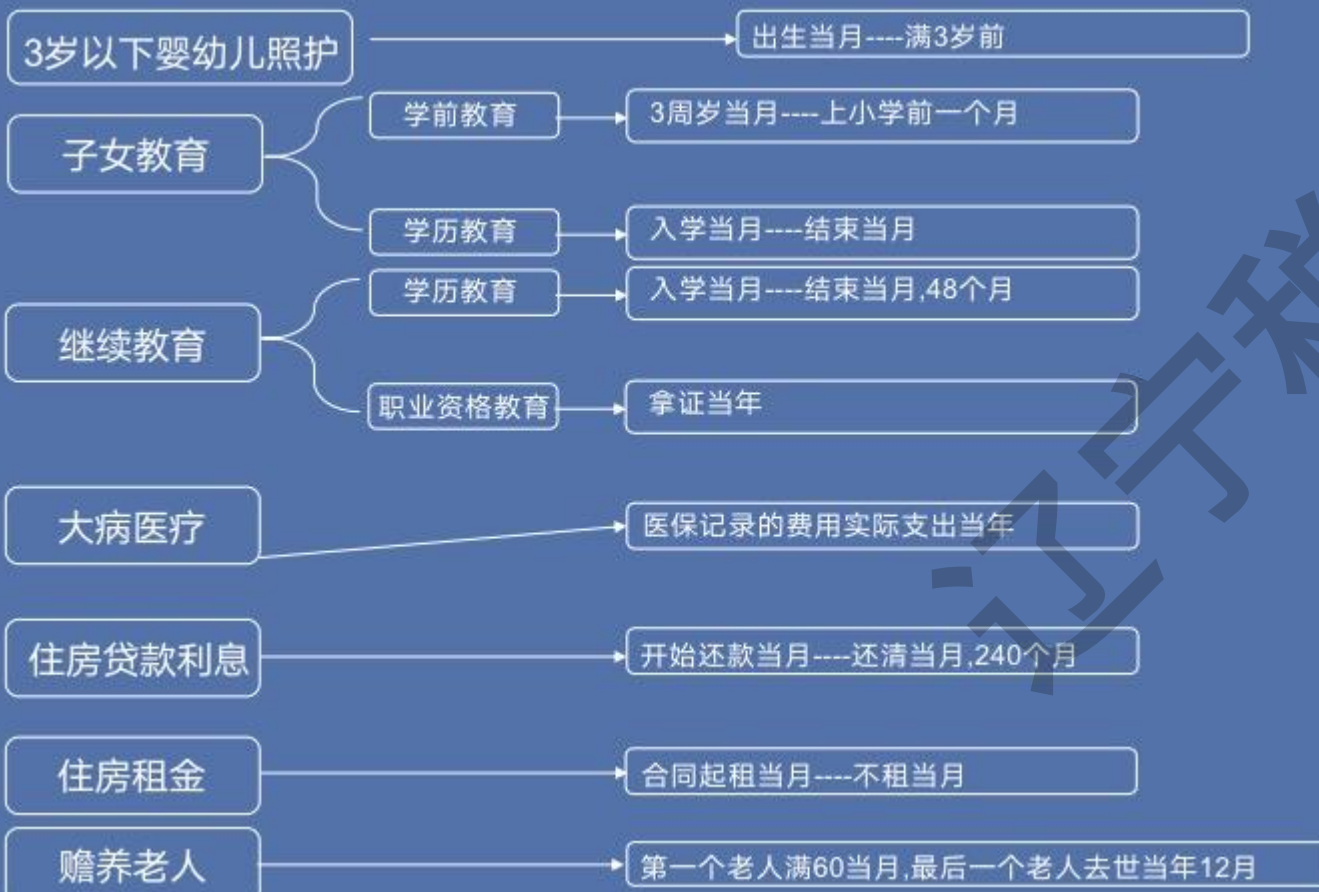 3岁以下婴幼儿照护
出生当月----满3岁前
子女教育
学前教育
3周岁当月----上小学前一个月
学历教育
入学当月----结束当月
继续教育
学历教育
入学当月----结束当月,48个月
职业资格教育
拿证当年
大病医疗
医保记录的费用实际支出当年
住房贷款利息
开始还款当月----还清当月,240个月
住房租金
合同起租当月----不租当月
赡养老人
第一个老人满60当月,最后一个老人去世当年12月
辽宁税